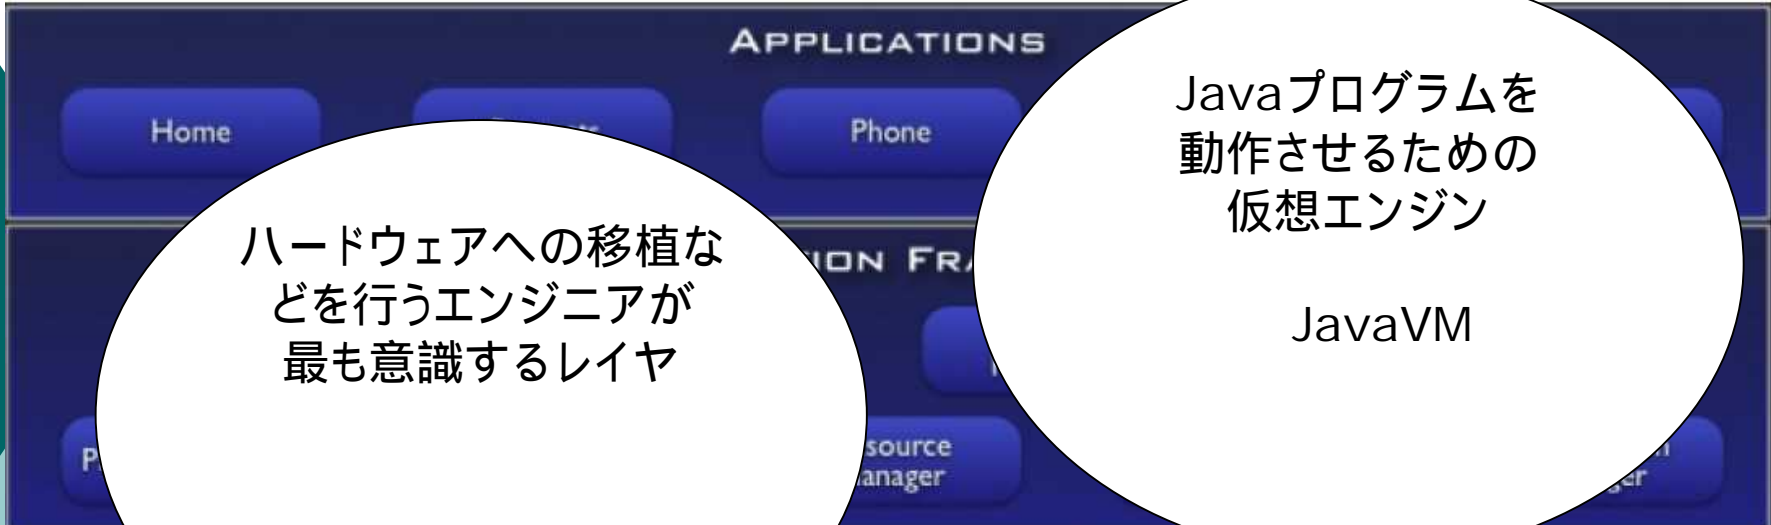 APPLICATIONS
Home
Phone
Javaプログラムを
動作させるための
仮想エンジン
JavaVM
ハードウェアへの移植な
どを行うエンジニアが
最も意識するレイヤ